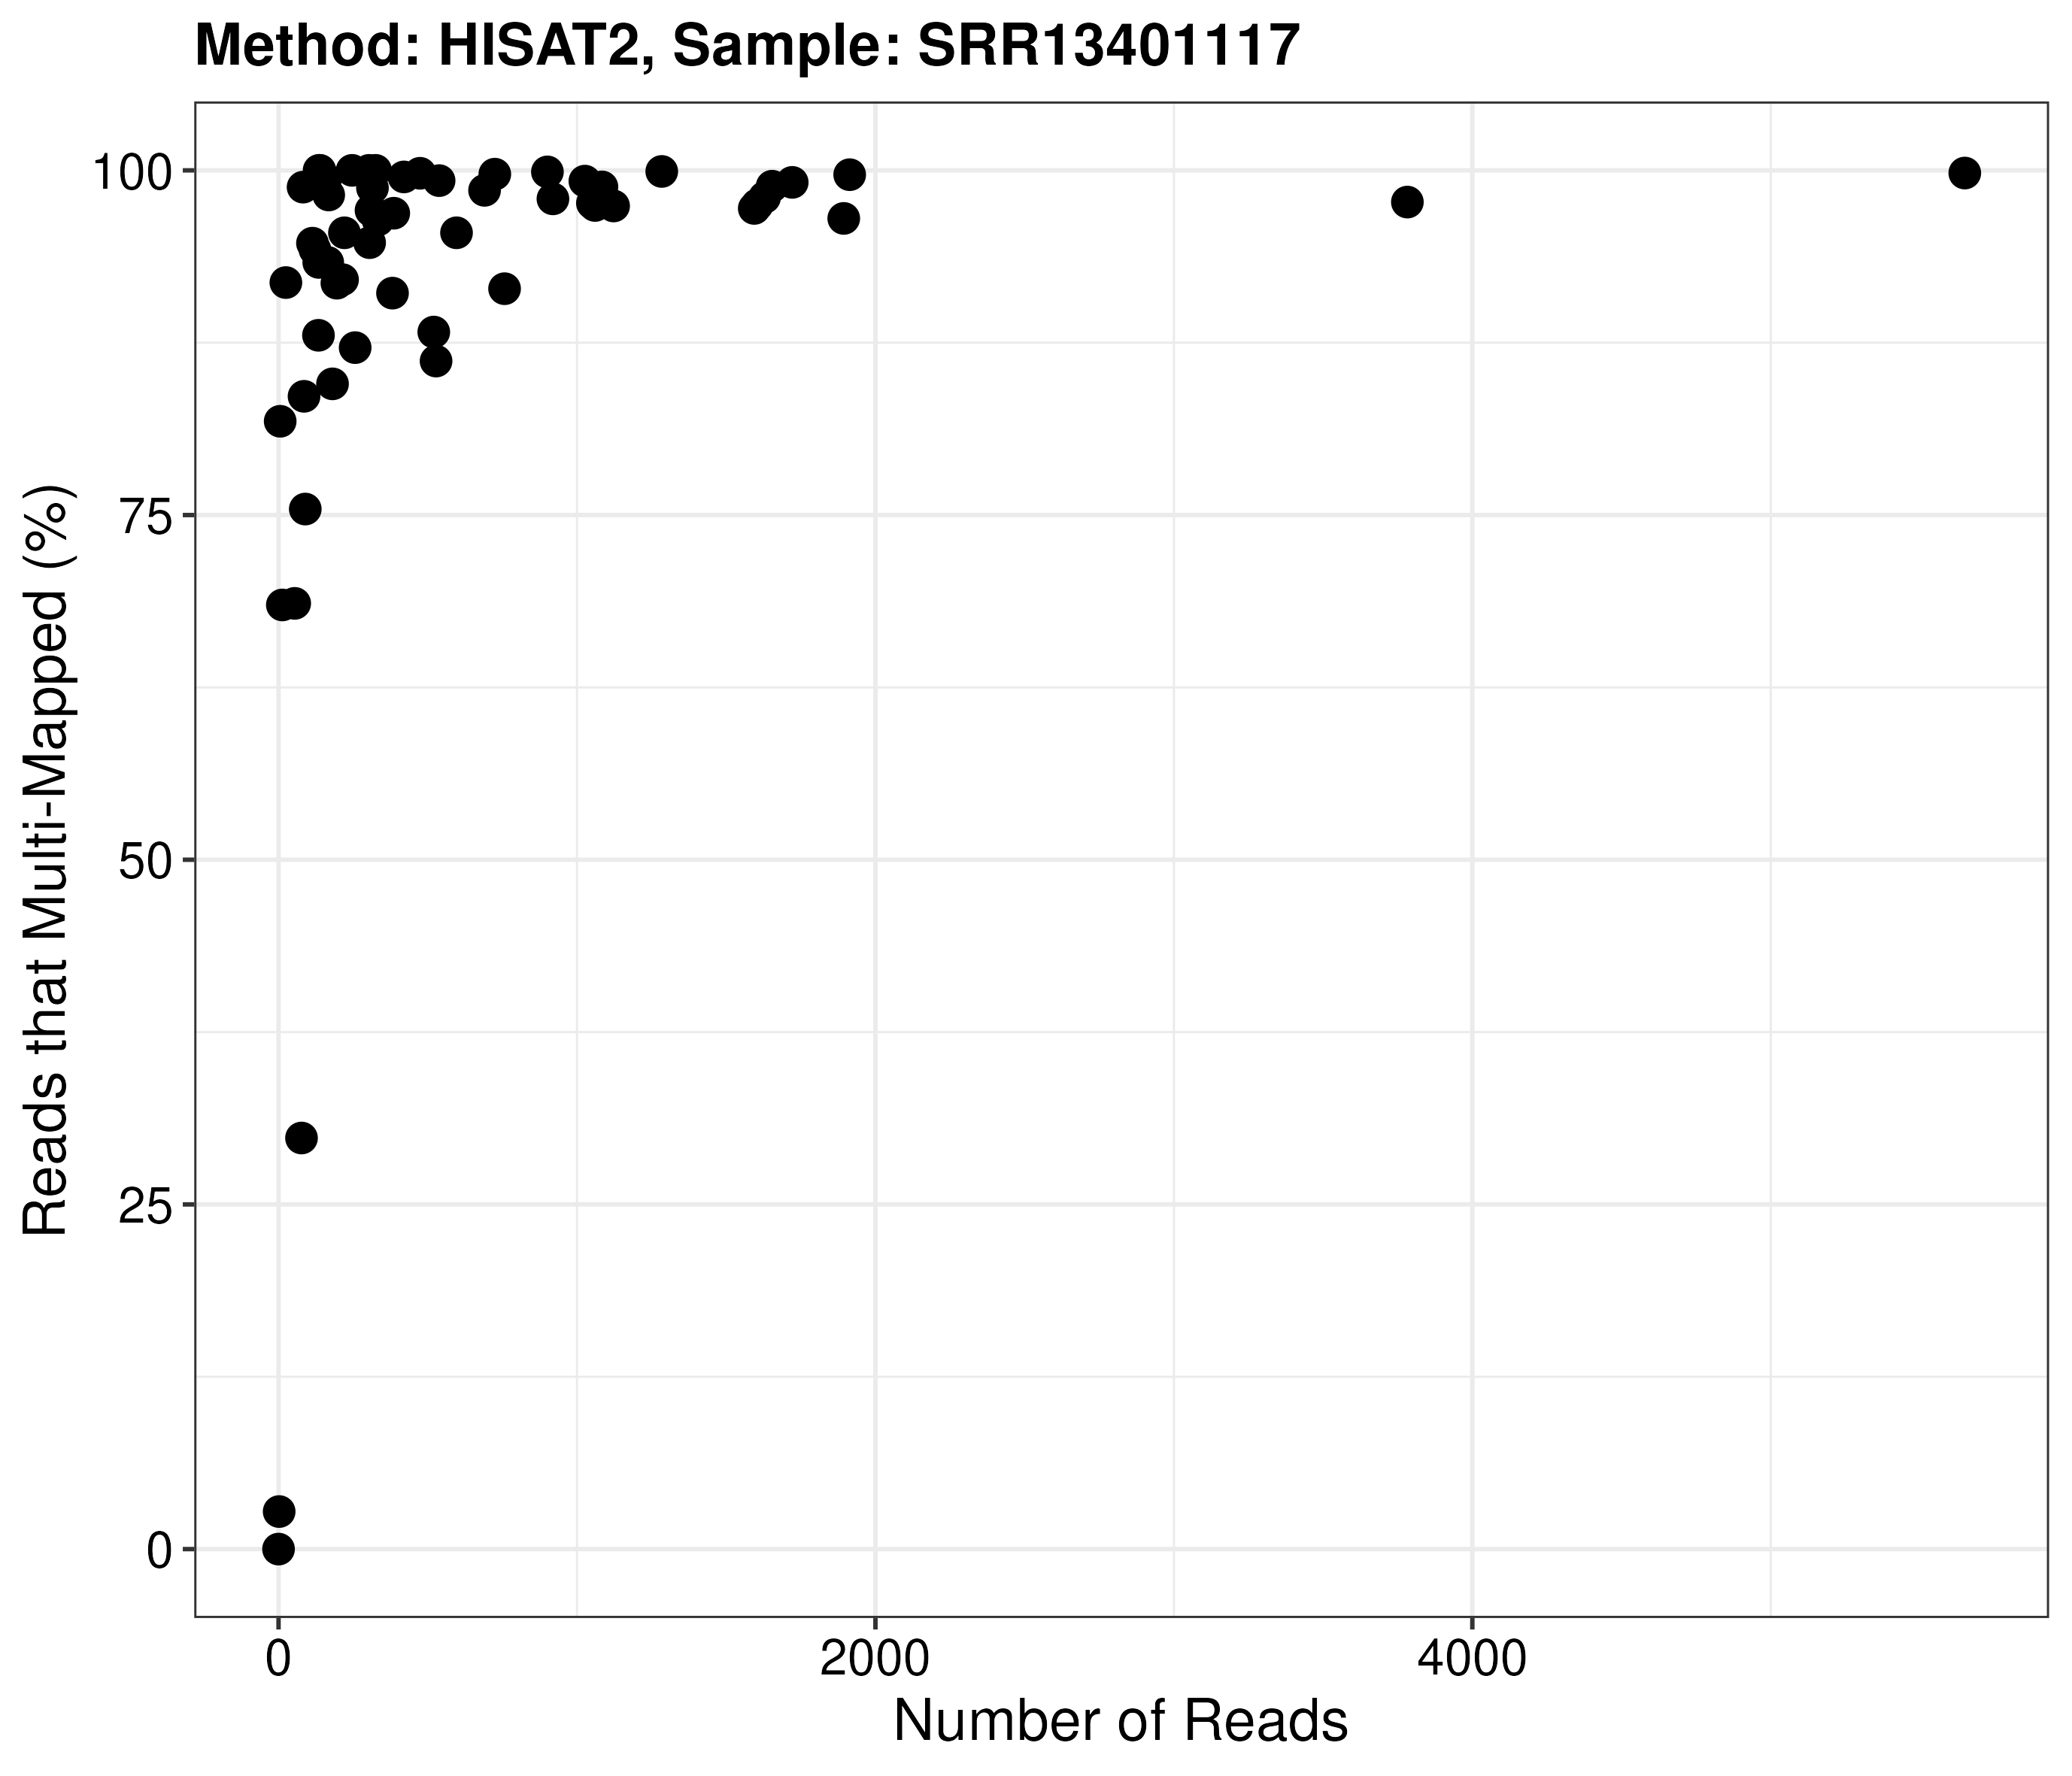 Method: HISAT2, Sample: SRR13401117
Reads that Multi-Mapped (%)
100
75
50
25
0
0 2000 4000
Number of Reads